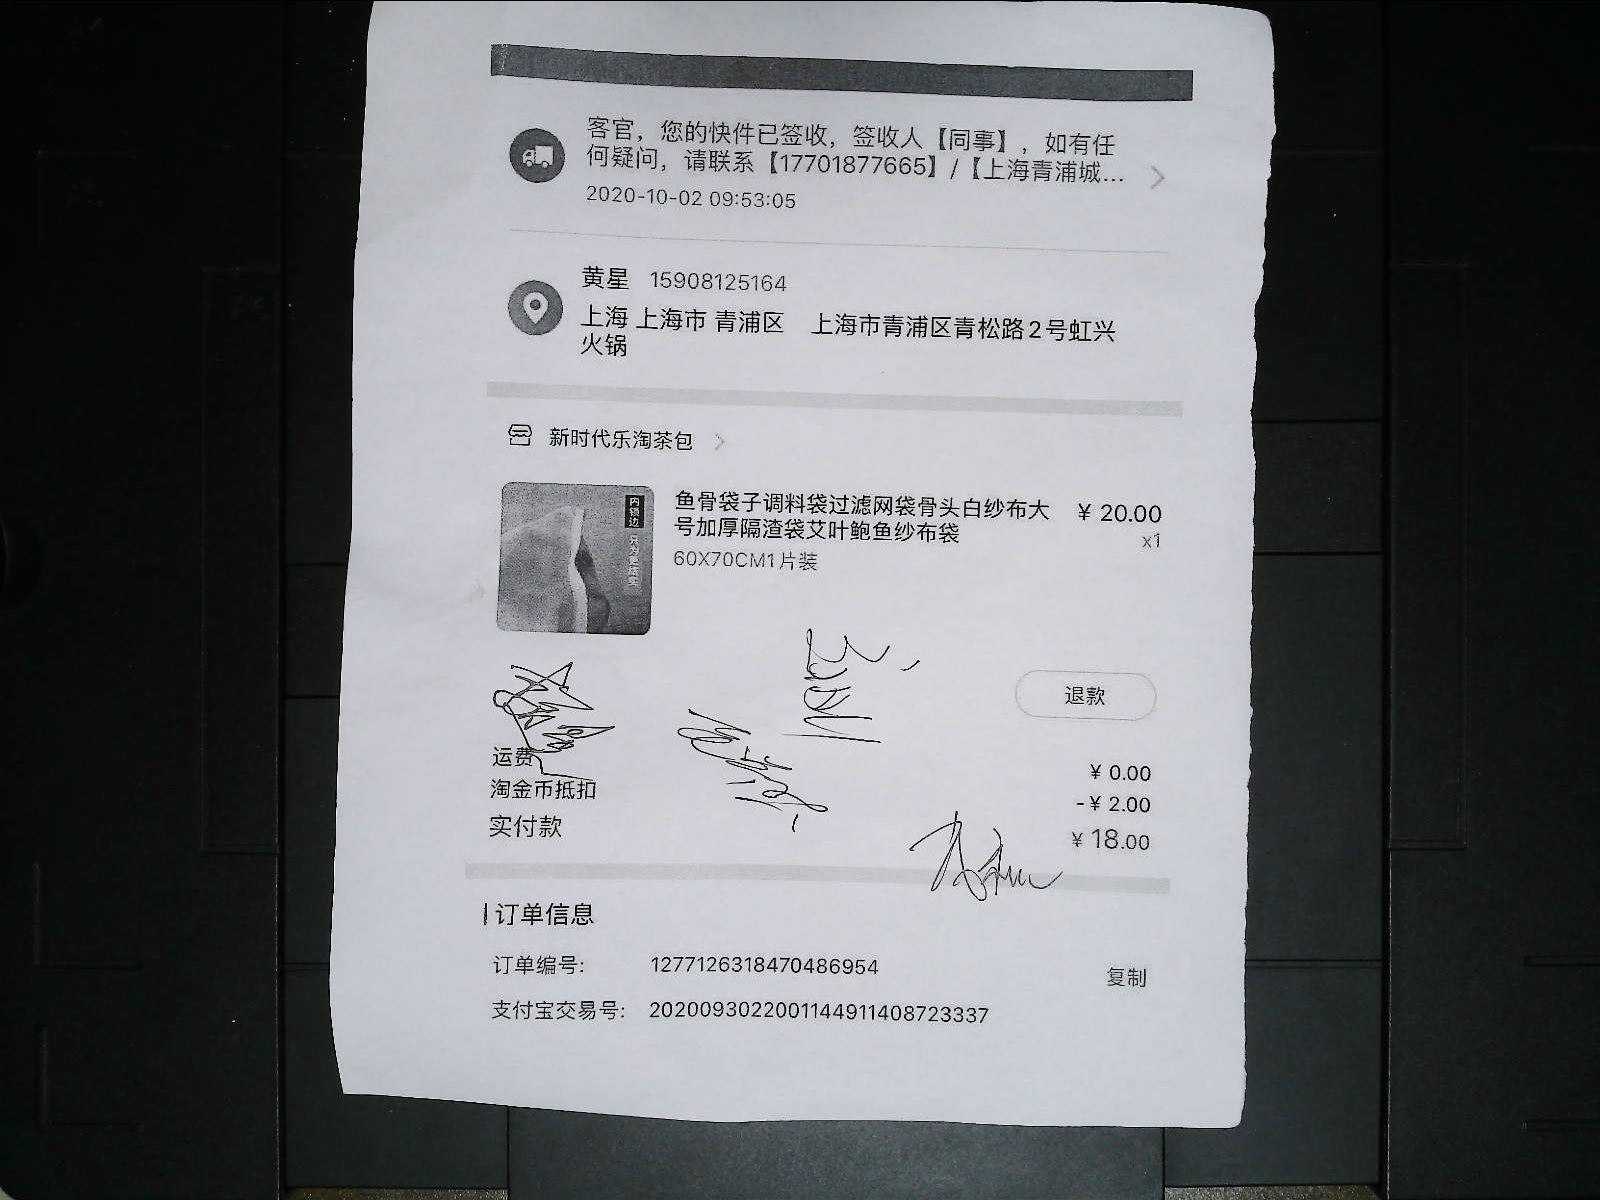 客官，您的快件已签收，签收人【同事】，如有任
何疑问，请联系【17701877665】/【上海青浦城...
2020-10-02 09:53:05
黄星 15908125164
上海 上海市 青浦区 上海市青浦区青松路2号虹兴
火锅
新时代乐淘茶包
内锁边
鱼骨袋子调料袋过滤网袋骨头白纱布大 ¥ 20.00
号加厚隔渣袋艾叶鲍鱼纱布袋 x1
60X70CM1片装
退款
运费 ¥ 0.00
淘金币抵扣 -¥ 2.00
实付款 ¥ 18.00
订单信息
订单编号: 1277126318470486954 复制
支付宝交易号: 2020093022001144911408723337